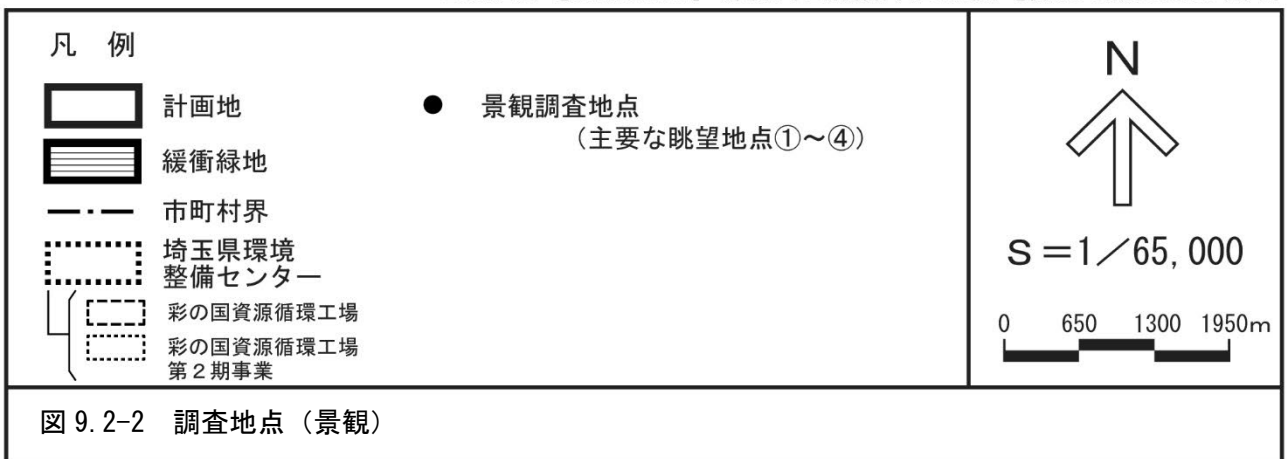 凡 例
計画地
緩衝緑地
市町村界
埼玉県環境
整備センター
彩の国資源循環工場
彩の国資源循環工場
第２期事業
● 景観調査地点
（主要な眺望地点①～④）
N
S＝1／65,000
0 650 1300 1950m
図 9.2-2 調査地点（景観）